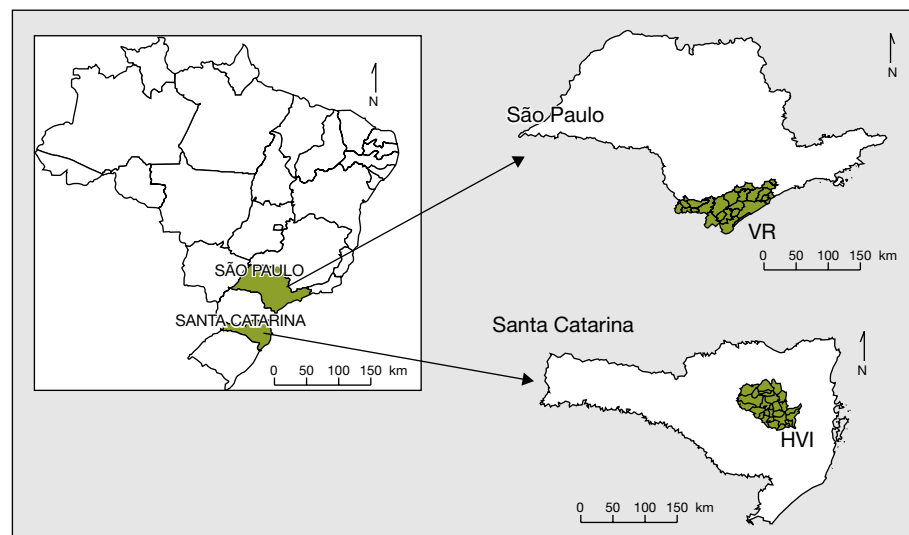 N
SÃO PAULO
SANTA CATARINA
0 50 100 150 km
N
São Paulo
VR
0 50 100 150 km
Santa Catarina
N
HVI
0 50 100 150 km